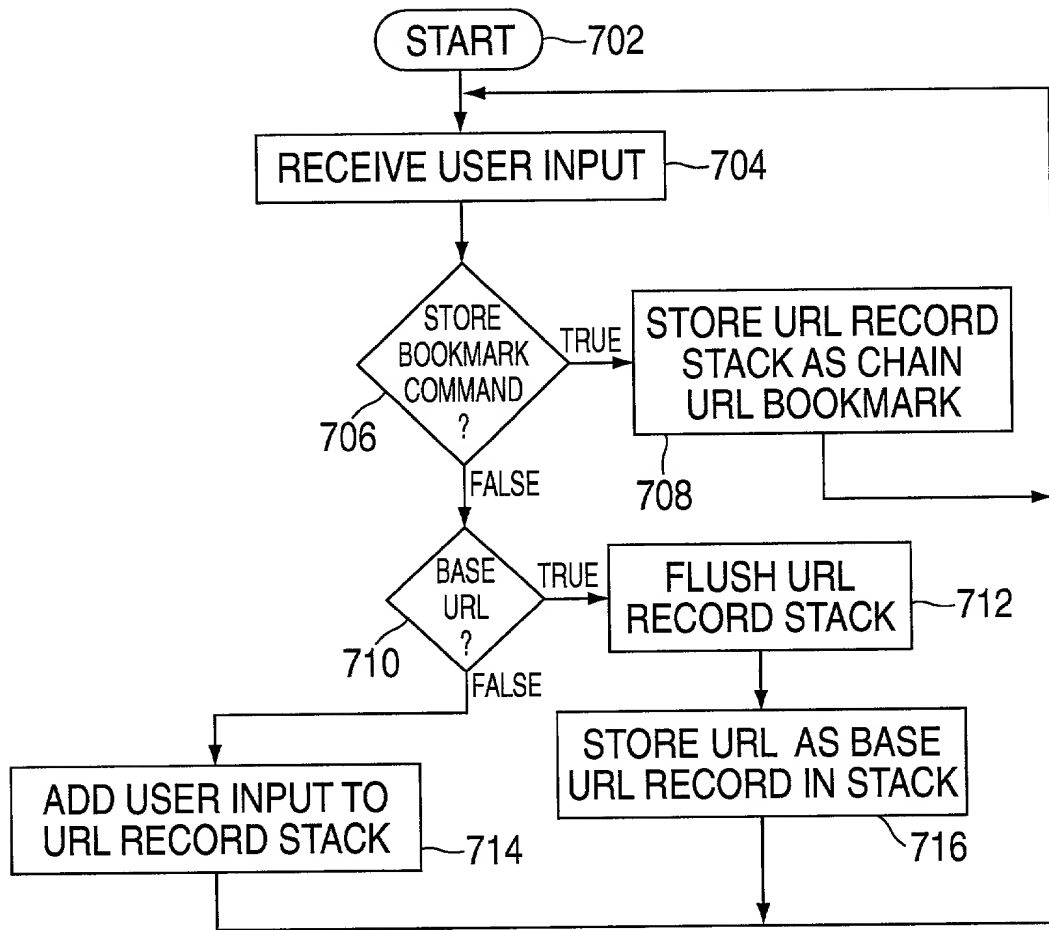 START
702
RECEIVE USER INPUT
704
STORE
BOOKMARK
COMMAND
?
706
TRUE
STORE URL RECORD
STACK AS CHAIN
URL BOOKMARK
708
FALSE
BASE
URL
?
710
TRUE
FLUSH URL
RECORD STACK
712
FALSE
STORE URL AS BASE
URL RECORD IN STACK
716
ADD USER INPUT TO
URL RECORD STACK
714